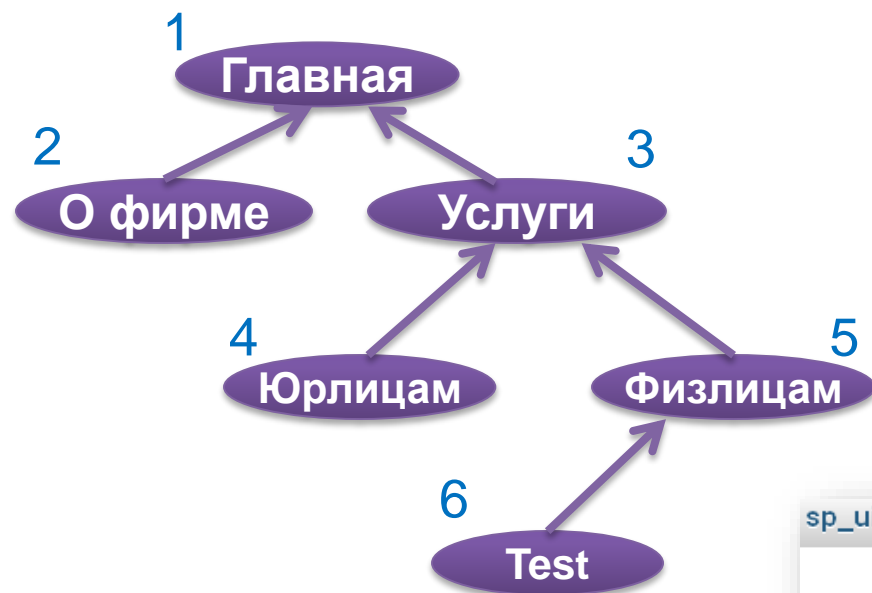 1
Главная
2
3
О фирме
Услуги
4
5
Юрлицам
Физлицам
6
sp_u
Test